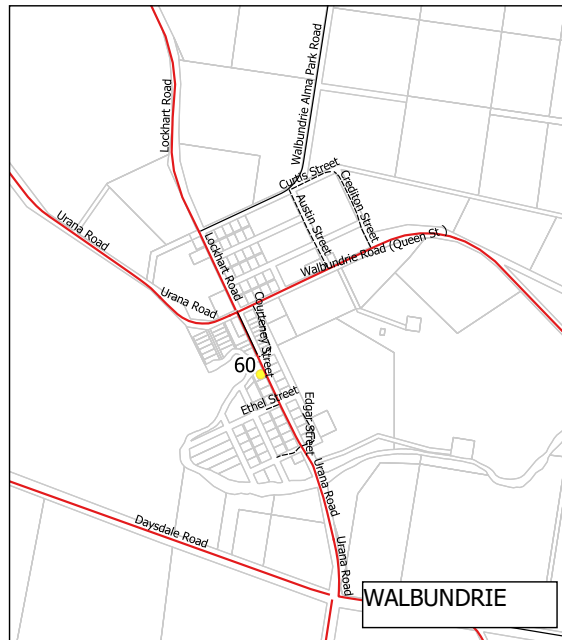 Lockhart Road
Walbundrie Alma Park Road
Curtis Street
Crediton Street
Austin Street
Urana Road
Lockhart Road
Walbundrie Road (Queen St )
Urana Road
Courteney Street
60
Ethel Street
Edgar Street
Urana Road
Daysdale Road
Urana Road
WALBUNDRIE